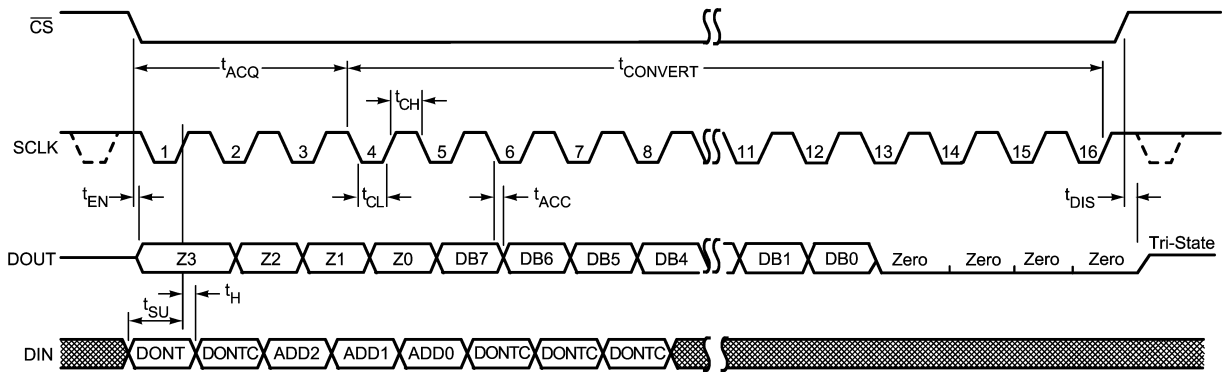 CS
tACQ tCONVERT
tCH
SCLK 1 2 3 4 5 6 7 8 11 12 13 14 15 16
tEN tCL tACC tDIS
DOUT Z3 Z2 Z1 Z0 DB7 DB6 DB5 DB4 DB1 DB0 Zero Zero Zero Zero Tri-State
tSU tH
DIN DONT DONTC ADD2 ADD1 ADD0 DONTC DONTC DONTC